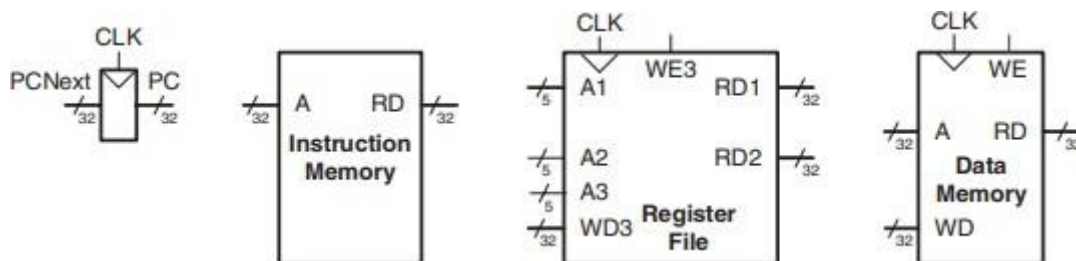 CLK
PCNext
PC
32
32
A
RD
Instruction
Memory
32
32
CLK
WE3
A1
RD1
5
32
A2
RD2
5
32
A3
5
WD3
Register
File
32
CLK
WE
A
RD
32
32
Data
Memory
WD
32